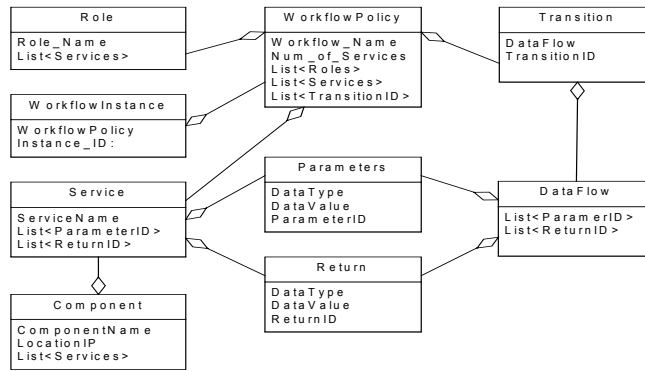 Role
Role_Name
List<Services>
WorkflowPolicy
Workflow_Name
Num_of_Services
List<Roles>
List<Services>
List<TransitionID>
Transition
DataFlow
TransitionID
WorkflowInstance
WorkflowPolicy
Instance_ID:
Service
ServiceName
List<ParameterID>
List<ReturnID>
Parameters
DataType
DataValue
ParameterID
DataFlow
List<ParamerID>
List<ReturnID>
Return
DataType
DataValue
ReturnID
Component
ComponentName
LocationIP
List<Services>